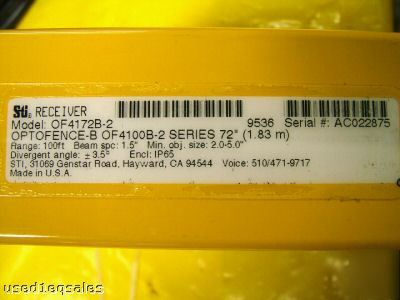 STI RECEIVER
Model: OF4172B-2 9536 Serial #: AC022875
OPTOFENCE-B OF4100B-2 SERIES 72" (1.83 m)
Range: 100ft Beam spc: 1.5" Min. obj. size: 2.0-5.0"
Divergent angle: ± 3.5° Encl: IP65
STI, 31069 Genstar Road, Hayward, CA 94544 Voice: 510/471-9717
Made in U.S.A.
used1eqsales